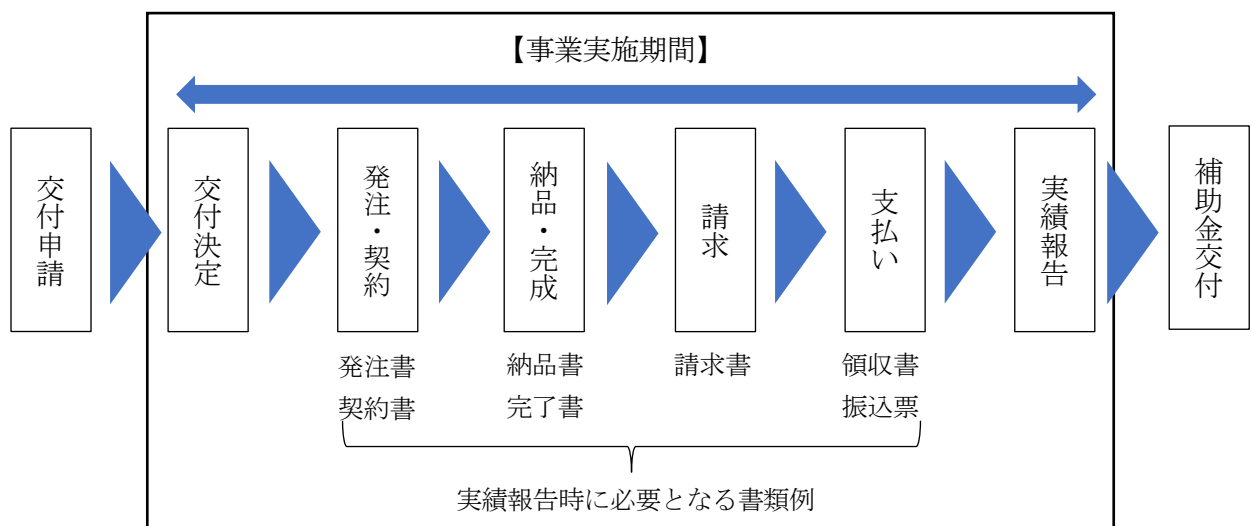 【事業実施期間】
交付申請
交付決定
発注・契約
納品・完成
請求
支払い
実績報告
補助金交付
発注書
契約書
納品書
完了書
請求書
領収書
振込票
実績報告時に必要となる書類例